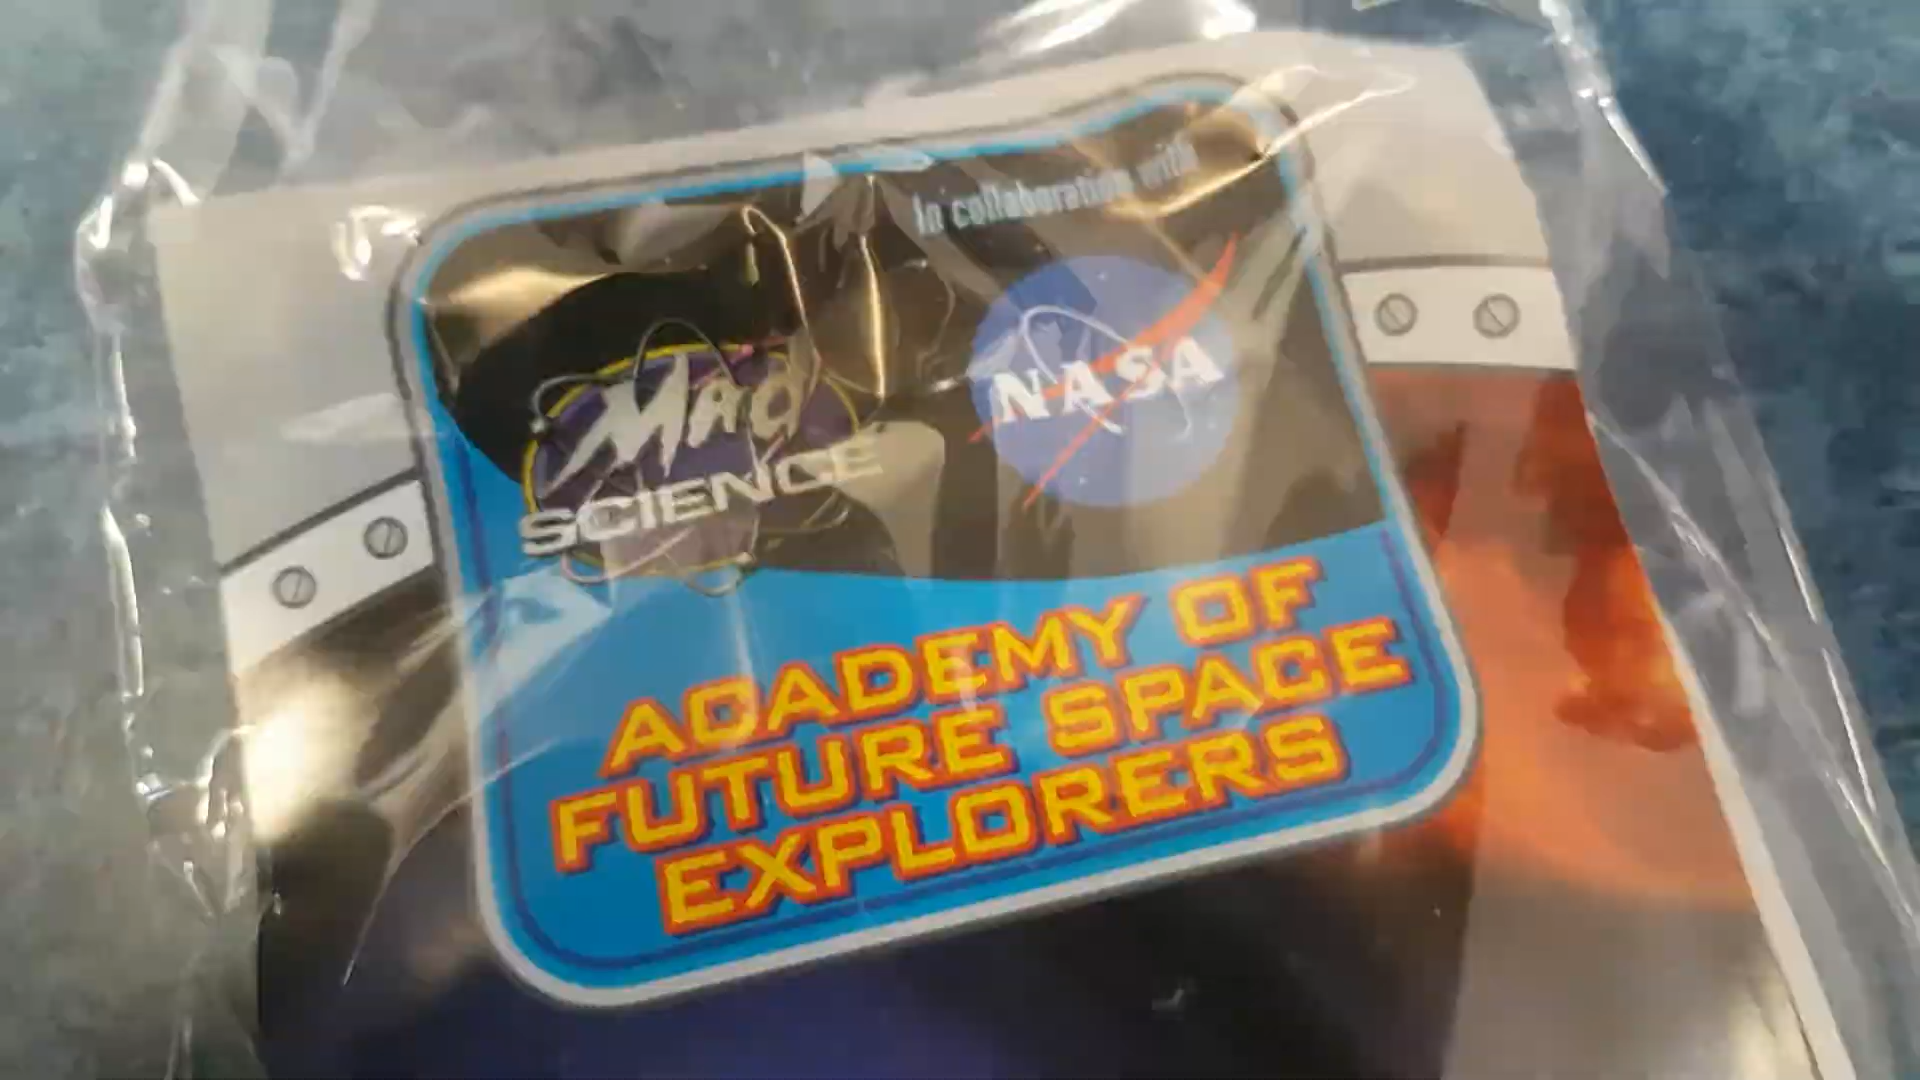 In collaboration with
Mad
SCIENCE
NASA
ACADEMY OF
FUTURE SPACE
EXPLORERS